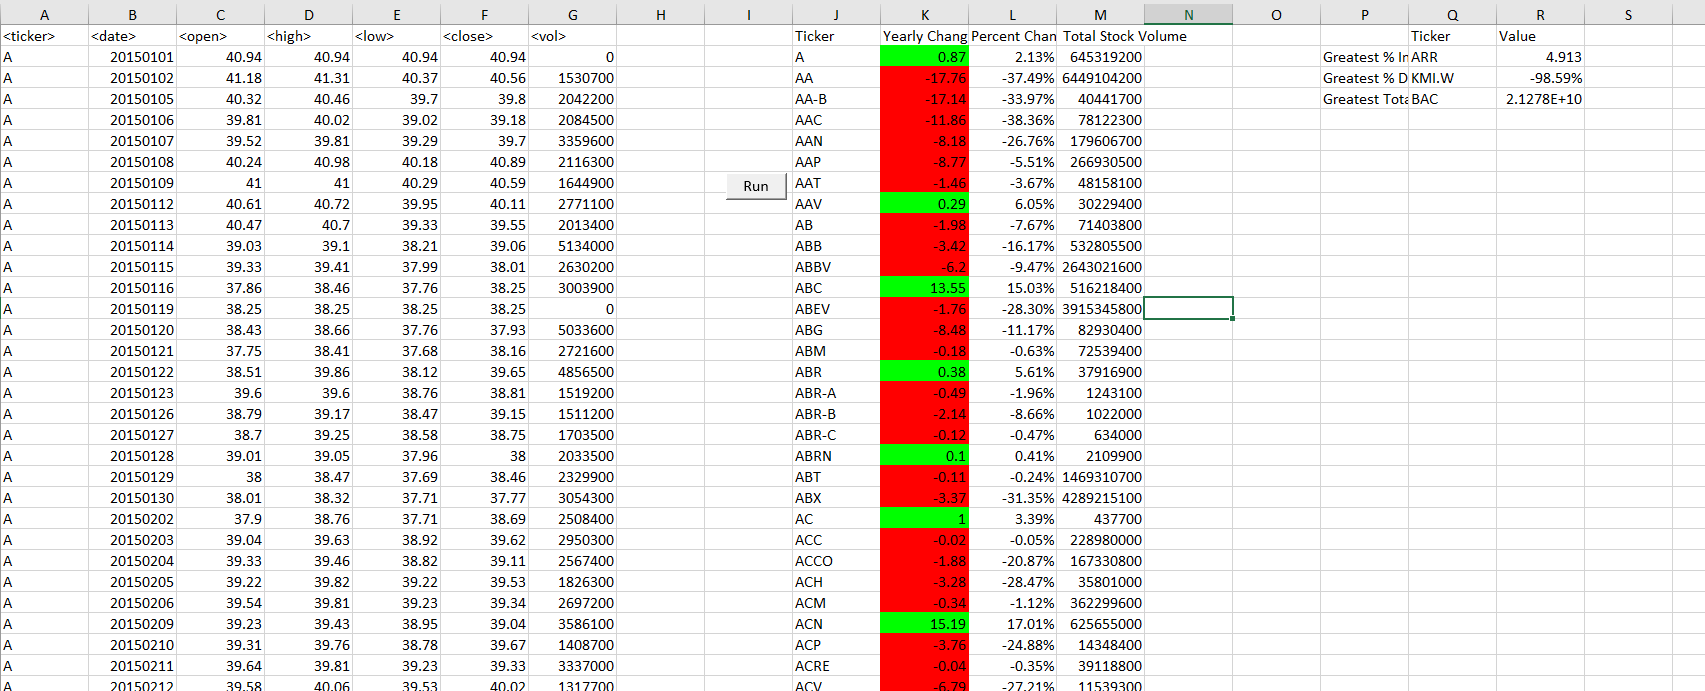 A B C D E F G H I J K L M N O P Q R S
<ticker> <date> <open> <high> <low> <close> <vol> Ticker Yearly Chang Percent Chan Total Stock Volume Ticker Value
A 20150101 40.94 40.94 40.94 40.94 0 A 0.87 2.13% 645319200 Greatest % In ARR 4.913
A 20150102 41.18 41.31 40.37 40.56 1530700 AA -17.76 -37.49% 6449104200 Greatest % D KMI.W -98.59%
A 20150105 40.32 40.46 39.7 39.8 2042200 AA-B -17.14 -33.97% 40441700 Greatest Tota BAC 2.1278E+10
A 20150106 39.81 40.02 39.02 39.18 2084500 AAC -11.86 -38.36% 78122300
A 20150107 39.52 39.81 39.29 39.7 3359600 AAN -8.18 -26.76% 179606700
A 20150108 40.24 40.98 40.18 40.89 2116300 AAP -8.77 -5.51% 266930500
A 20150109 41 41 40.29 40.59 1644900 Run AAT -1.46 -3.67% 48158100
A 20150112 40.61 40.72 39.95 40.11 2771100 AAV 0.29 6.05% 30229400
A 20150113 40.47 40.7 39.33 39.55 2013400 AB -1.98 -7.67% 71403800
A 20150114 39.03 39.1 38.21 39.06 5134000 ABB -3.42 -16.17% 532805500
A 20150115 39.33 39.41 37.99 38.01 2630200 ABBV -6.2 -9.47% 2643021600
A 20150116 37.86 38.46 37.76 38.25 3003900 ABC 13.55 15.03% 516218400
A 20150119 38.25 38.25 38.25 38.25 0 ABEV -1.76 -28.30% 3915345800
A 20150120 38.43 38.66 37.76 37.93 5033600 ABG -8.48 -11.17% 82930400
A 20150121 37.75 38.41 37.68 38.16 2721600 ABM -0.18 -0.63% 72539400
A 20150122 38.51 39.86 38.12 39.65 4856500 ABR 0.38 5.61% 37916900
A 20150123 39.6 39.6 38.76 38.81 1519200 ABR-A -0.49 -1.96% 1243100
A 20150126 38.79 39.17 38.47 39.15 1511200 ABR-B -2.14 -8.66% 1022000
A 20150127 38.7 39.25 38.58 38.75 1703500 ABR-C -0.12 -0.47% 634000
A 20150128 39.01 39.05 37.96 38 2033500 ABRN 0.1 0.41% 2109900
A 20150129 38 38.47 37.69 38.46 2329900 ABT -0.11 -0.24% 1469310700
A 20150130 38.01 38.32 37.71 37.77 3054300 ABX -3.37 -31.35% 4289215100
A 20150202 37.9 38.76 37.71 38.69 2508400 AC 1 3.39% 437700
A 20150203 39.04 39.63 38.92 39.62 2950300 ACC -0.02 -0.05% 228980000
A 20150204 39.33 39.46 38.82 39.11 2567400 ACCO -1.88 -20.87% 167330800
A 20150205 39.22 39.82 39.22 39.53 1826300 ACH -3.28 -28.47% 35801000
A 20150206 39.54 39.81 39.23 39.34 2697200 ACM -0.34 -1.12% 362299600
A 20150209 39.23 39.43 38.95 39.04 3586100 ACN 15.19 17.01% 625655000
A 20150210 39.31 39.76 38.78 39.67 1408700 ACP -3.76 -24.88% 14348400
A 20150211 39.64 39.81 39.23 39.33 3337000 ACRE -0.04 -0.35% 39118800
A 20150212 39.58 40.06 39.53 40.02 1317700 ACV -6.79 -27.21% 11539300